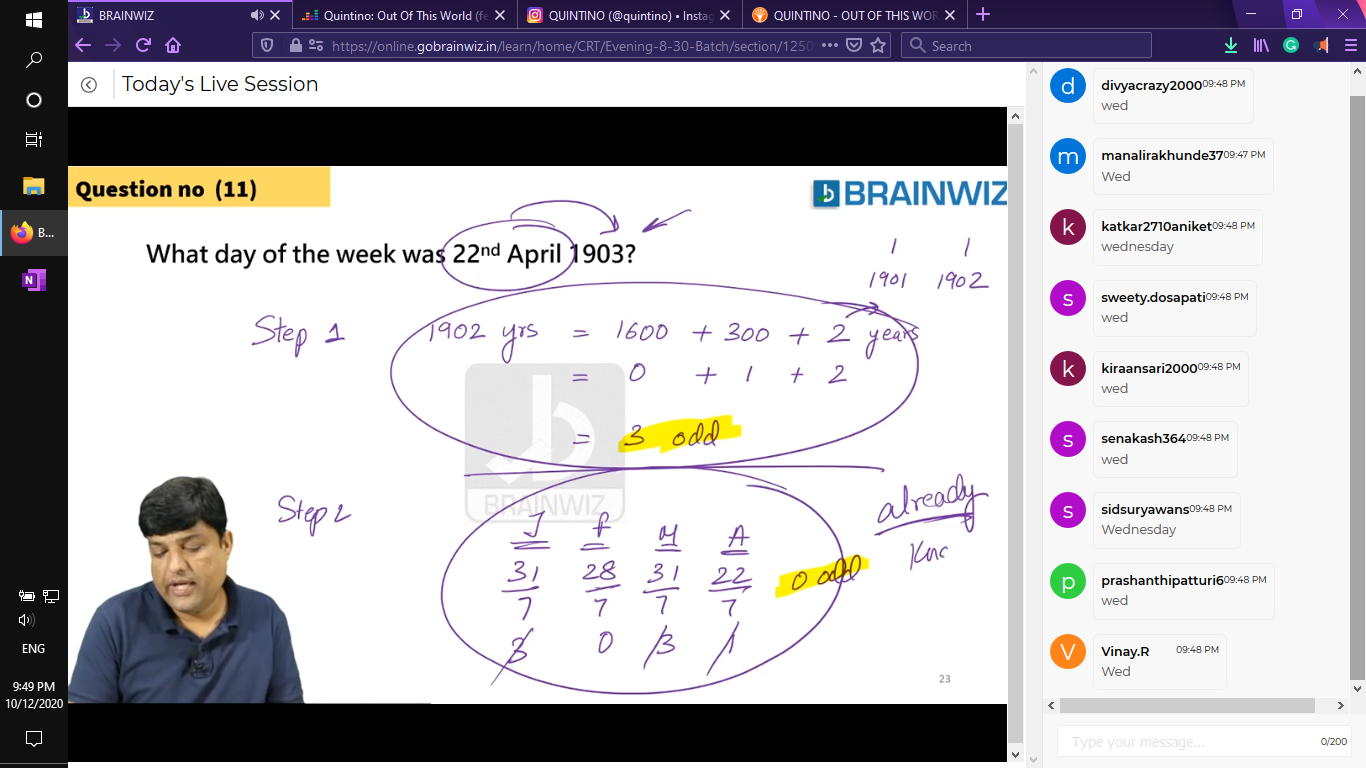 BRAINWIZ
Quintino: Out Of This World (fe
QUINTINO (@quintino) • Instag
QUINTINO - OUT OF THIS WOR
https://online.gobrainwiz.in/learn/home/CRT/Evening-8-30-Batch/section/1250
Search
Today's Live Session
B...
ENG
9:49 PM
10/12/2020
Question no (11)
b BRAINWIZ
What day of the week was 22nd April 1903?
1 1
1901 1902
Step 1 1902 yrs = 1600 + 300 + 2 years
= 0 + 1 + 2
= 3 odd
b
BRAINWIZ
Step 2
already
J F M A
31 28 31 22 0 odd
7 7 7 7
3 0 3 1
23
d divyacrazy2000 09:48 PM
wed
m manalirakhunde37 09:47 PM
Wed
k katkar2710aniket 09:48 PM
wednesday
s sweety.dosapati 09:48 PM
wed
k kiraansari2000 09:48 PM
wed
s senakash364 09:48 PM
wed
s sidsuryawans 09:48 PM
Wednesday
p prashanthipatturi6 09:48 PM
wed
V Vinay.R 09:48 PM
Wed
Type your message... 0/200